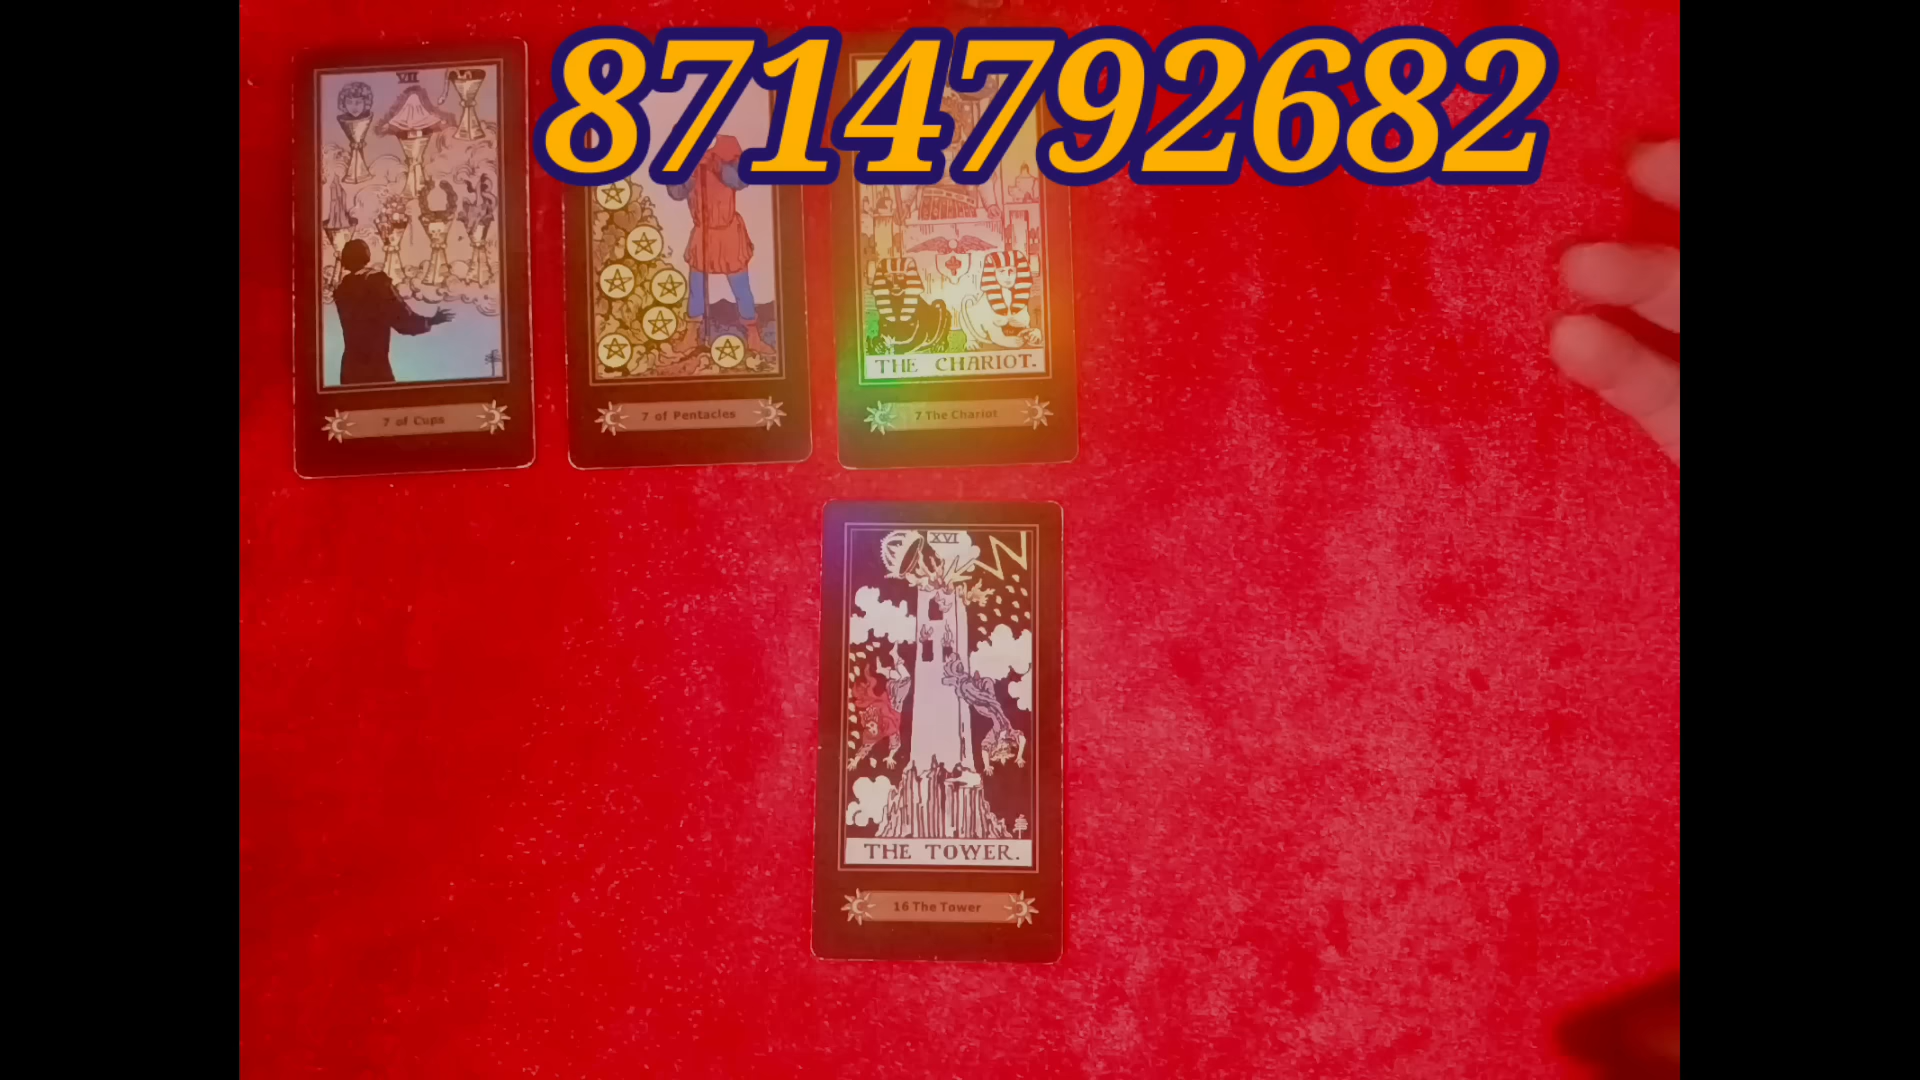 8714792682
VII
THE CHARIOT.
7 of Cups
7 of Pentacles
7 The Chariot
XVI
THE TOWER.
16 The Tower